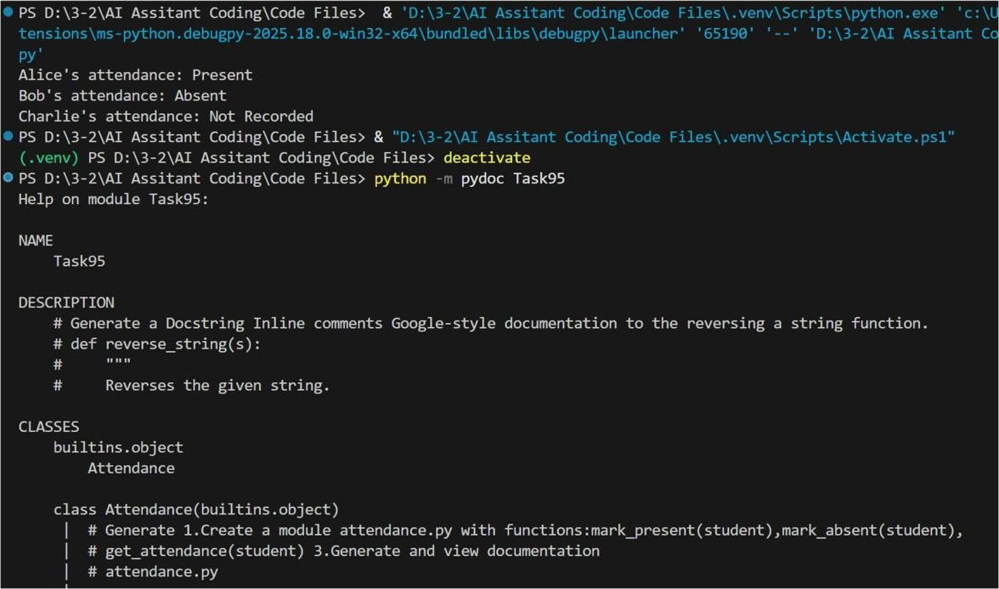 PS D:\3-2\AI Assitant Coding\Code Files>  & 'D:\3-2\AI Assitant Coding\Code Files\.venv\Scripts\python.exe' 'c:\U
tensions\ms-python.debugpy-2025.18.0-win32-x64\bundled\libs\debugpy\launcher' '65190' '--' 'D:\3-2\AI Assitant Co
py'
Alice's attendance: Present
Bob's attendance: Absent
Charlie's attendance: Not Recorded
PS D:\3-2\AI Assitant Coding\Code Files> & "D:\3-2\AI Assitant Coding\Code Files\.venv\Scripts\Activate.ps1"
(.venv) PS D:\3-2\AI Assitant Coding\Code Files> deactivate
PS D:\3-2\AI Assitant Coding\Code Files> python -m pydoc Task95
Help on module Task95:
NAME
    Task95
DESCRIPTION
    # Generate a Docstring Inline comments Google-style documentation to the reversing a string function.
    # def reverse_string(s):
    #     """
    #     Reverses the given string.
CLASSES
    builtins.object
        Attendance
    class Attendance(builtins.object)
     |  # Generate 1.Create a module attendance.py with functions:mark_present(student),mark_absent(student),
     |  # get_attendance(student) 3.Generate and view documentation
     |  # attendance.py
     |